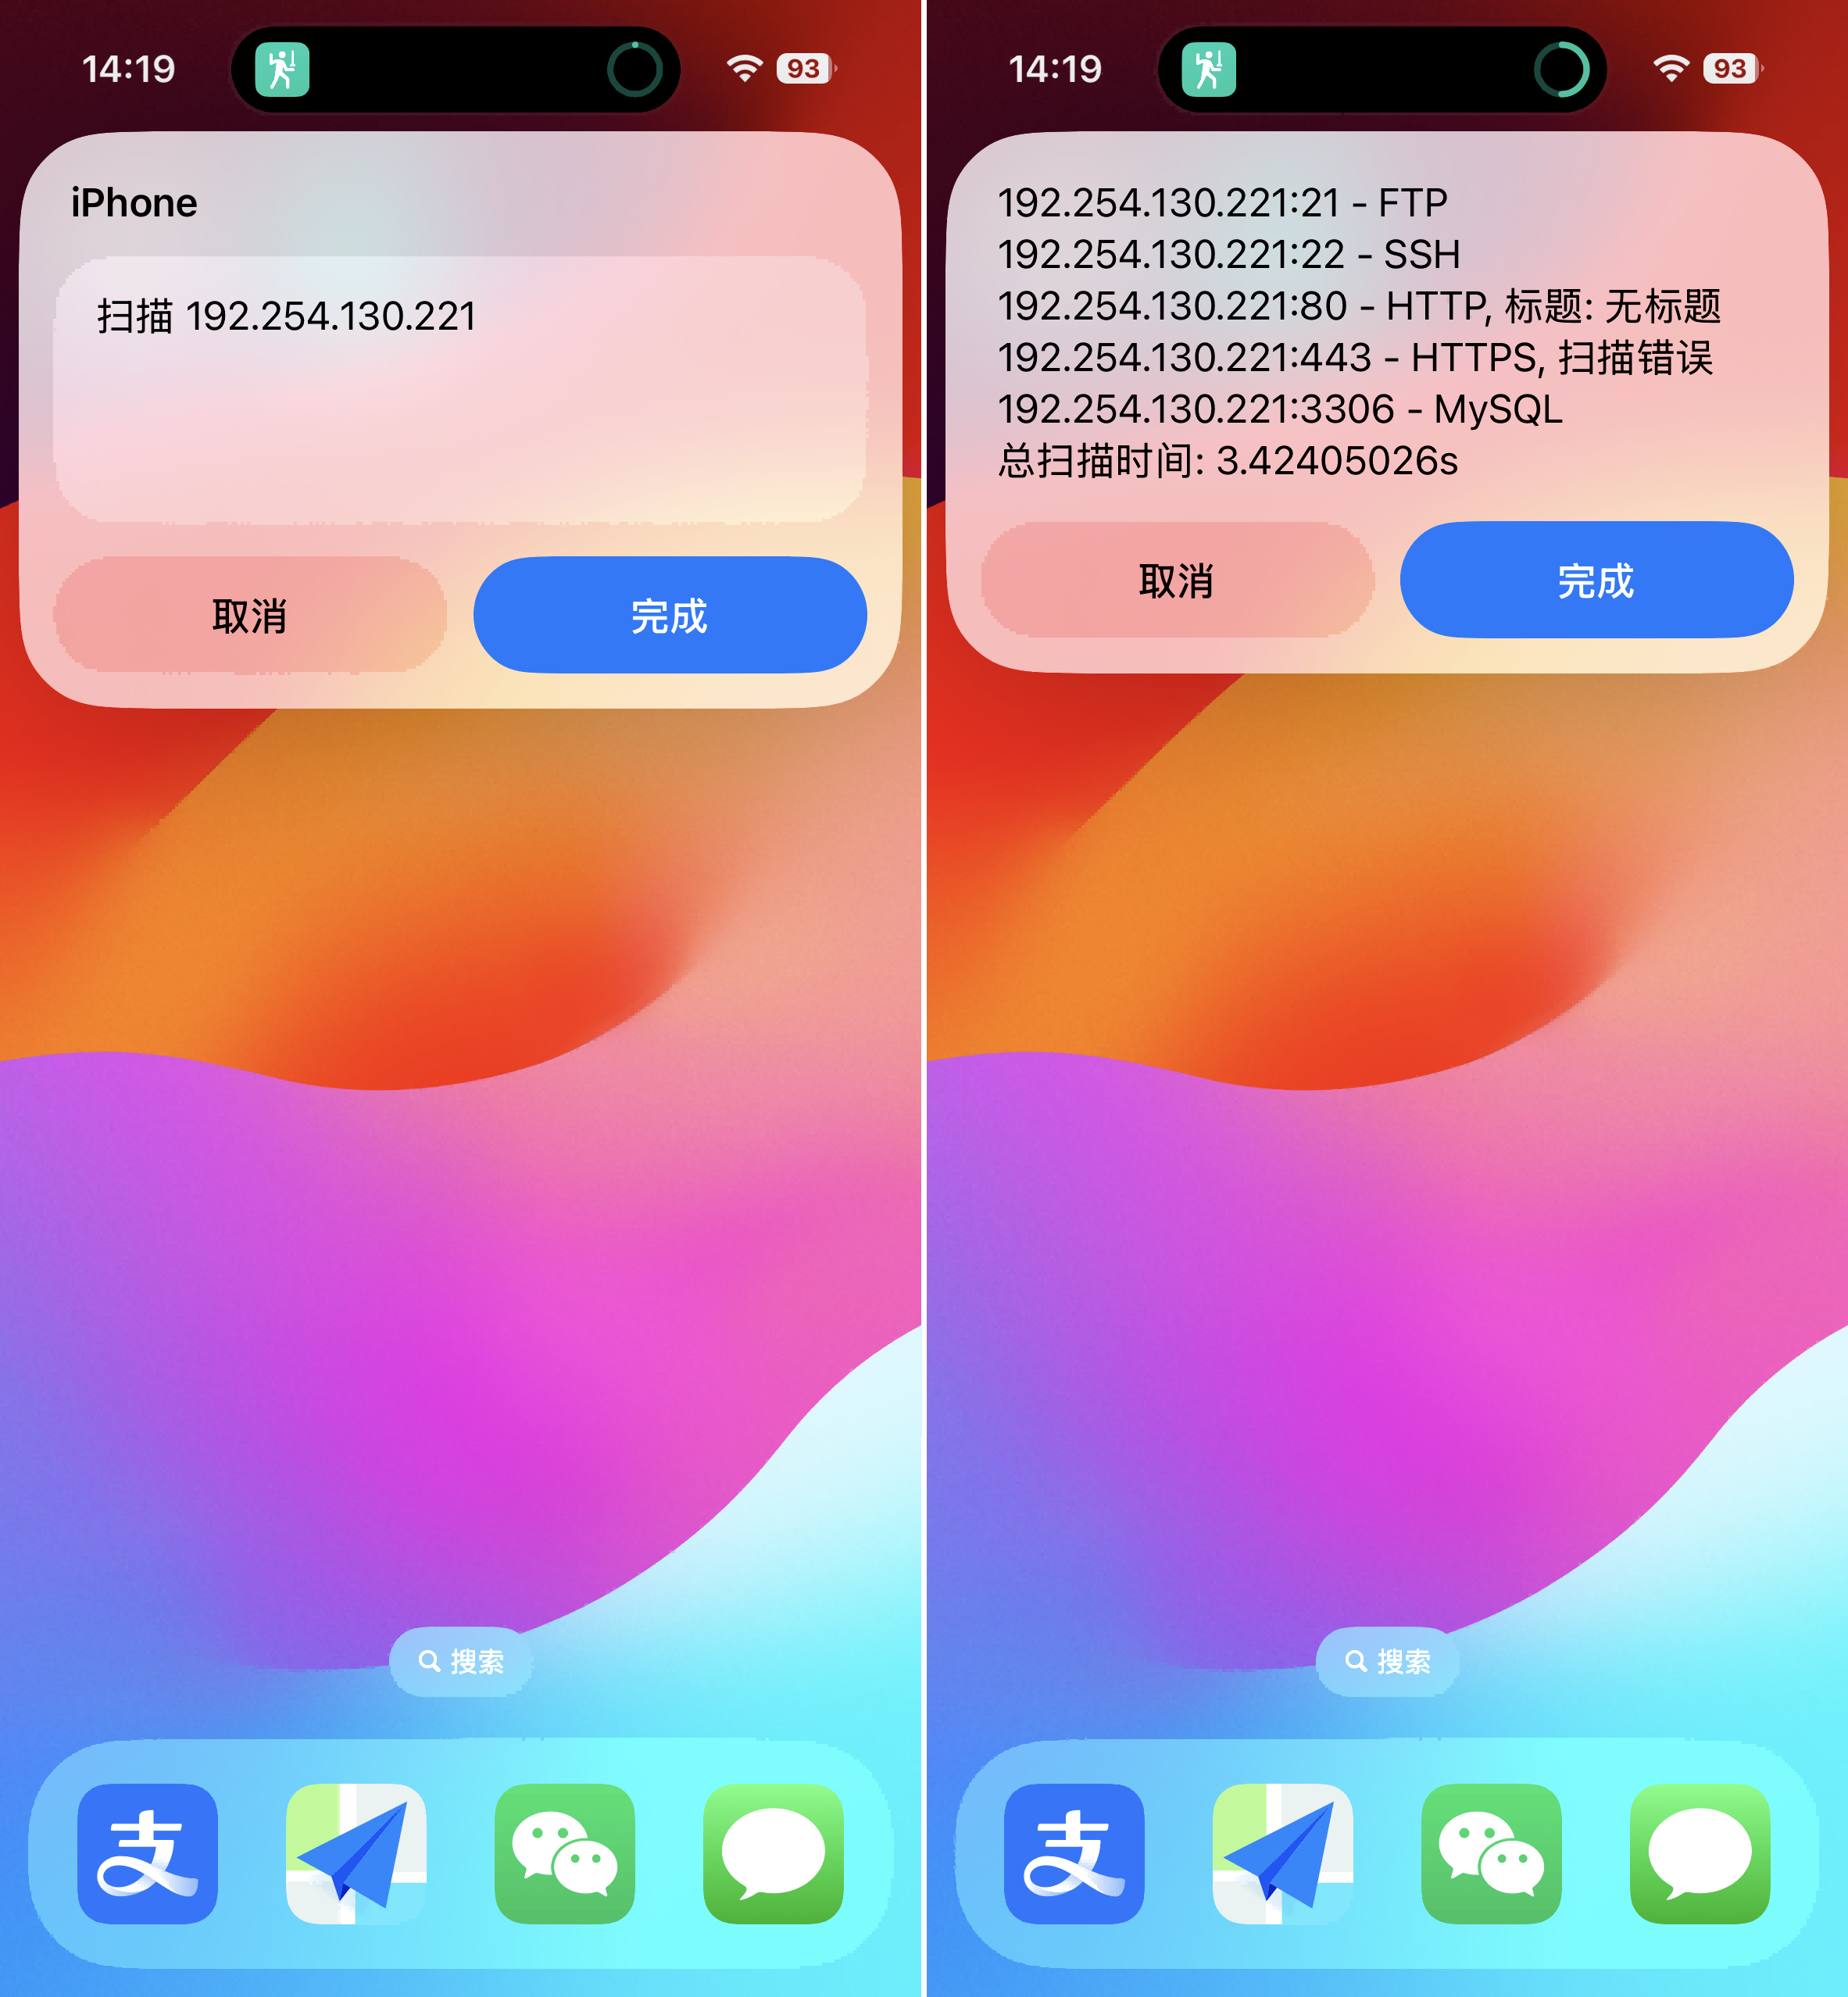 14:19
93
iPhone
扫描 192.254.130.221
取消
完成
搜索
支
14:19
93
192.254.130.221:21 - FTP
192.254.130.221:22 - SSH
192.254.130.221:80 - HTTP, 标题: 无标题
192.254.130.221:443 - HTTPS, 扫描错误
192.254.130.221:3306 - MySQL
总扫描时间: 3.42405026s
取消
完成
搜索
支